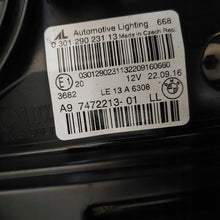 AL Automotive Lighting 668
0 301 290 231 13 Made in Czech Rep.
0301290231132209160660
E1 20 12V 22.09.16
3682 LE 13 A 6308
A9 7472213-01 LL